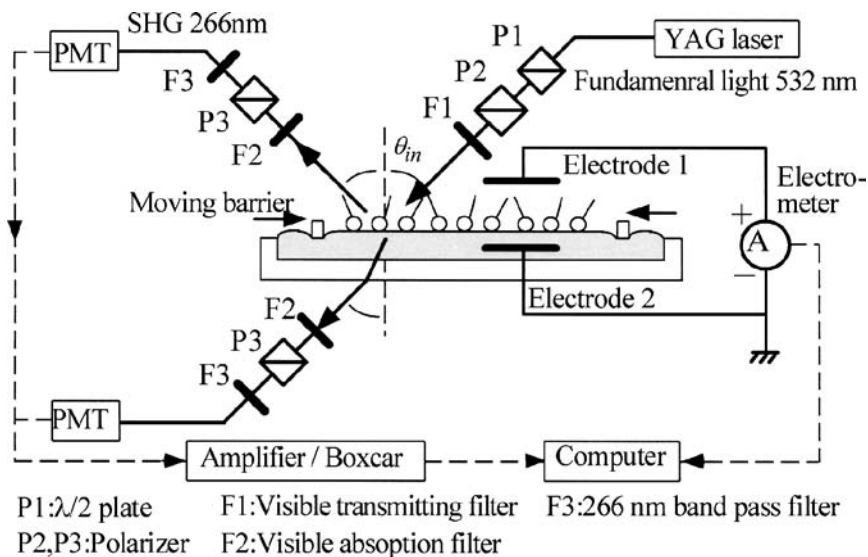 SHG 266nm
PMT
F3
P3
F2
P1
P2
F1
YAG laser
Fundamenral light 532 nm
θin
Electrode 1
Electro-
meter
Moving barrier
+
A
−
Electrode 2
F2
P3
F3
PMT
Amplifier / Boxcar
Computer
P1:λ/2 plate
F1:Visible transmitting filter
F3:266 nm band pass filter
P2,P3:Polarizer
F2:Visible absoption filter